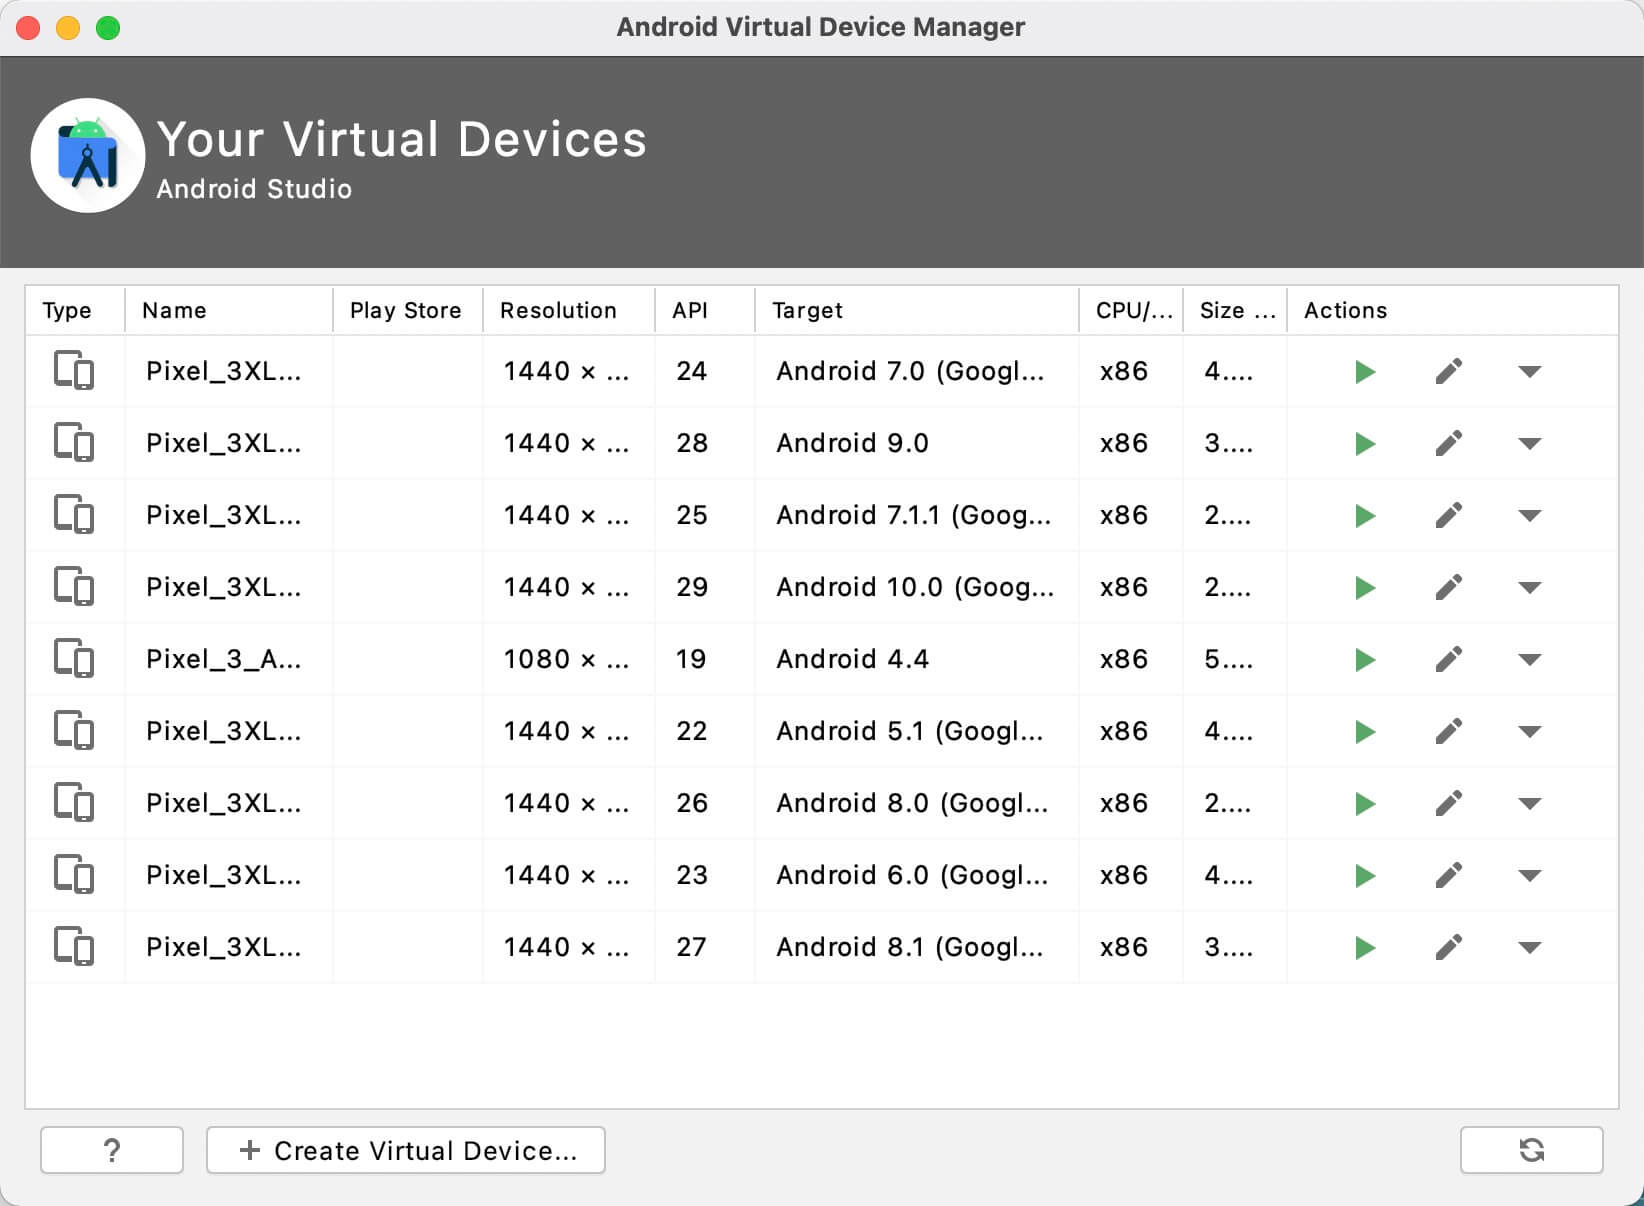 Android Virtual Device Manager
Your Virtual Devices
Android Studio
Type Name Play Store Resolution API Target CPU/... Size ... Actions
Pixel_3XL... 1440 × ... 24 Android 7.0 (Googl... x86 4....
Pixel_3XL... 1440 × ... 28 Android 9.0 x86 3....
Pixel_3XL... 1440 × ... 25 Android 7.1.1 (Goog... x86 2....
Pixel_3XL... 1440 × ... 29 Android 10.0 (Goog... x86 2....
Pixel_3_A... 1080 × ... 19 Android 4.4 x86 5....
Pixel_3XL... 1440 × ... 22 Android 5.1 (Googl... x86 4....
Pixel_3XL... 1440 × ... 26 Android 8.0 (Googl... x86 2....
Pixel_3XL... 1440 × ... 23 Android 6.0 (Googl... x86 4....
Pixel_3XL... 1440 × ... 27 Android 8.1 (Googl... x86 3....
? + Create Virtual Device...